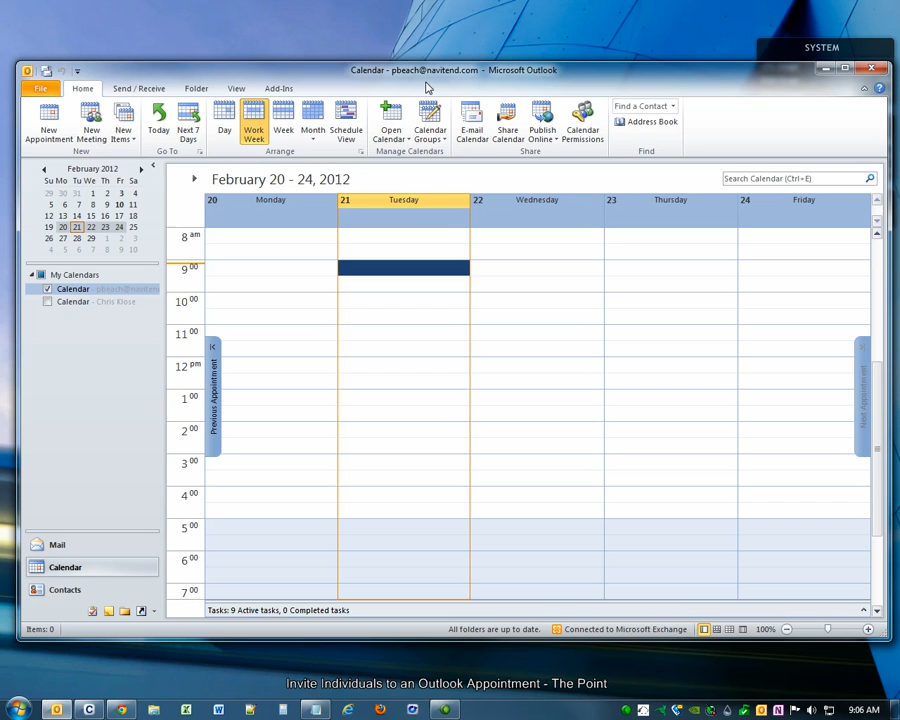 SYSTEM
Calendar - pbeach@navitend.com - Microsoft Outlook
File Home Send / Receive Folder View Add-Ins
New Appointment New Meeting New Items Today Next 7 Days Day Work Week Week Month Schedule View Open Calendar Calendar Groups E-mail Calendar Share Calendar Publish Online Calendar Permissions Find a Contact
Address Book
New Go To Arrange Manage Calendars Share Find
February 2012
Su Mo Tu We Th Fr Sa
29 30 31 1 2 3 4
5 6 7 8 9 10 11
12 13 14 15 16 17 18
19 20 21 22 23 24 25
26 27 28 29 1 2 3
4 5 6 7 8 9 10
My Calendars
Calendar - pbeach@naviten
Calendar - Chris Klose
Mail
Calendar
Contacts
February 20 - 24, 2012
Search Calendar (Ctrl+E)
20 Monday 21 Tuesday 22 Wednesday 23 Thursday 24 Friday
8 am
9 00
10 00
11 00
12 pm
1 00
2 00
3 00
4 00
5 00
6 00
7 00
Previous Appointment
Next Appointment
Tasks: 9 Active tasks, 0 Completed tasks
Items: 0 All folders are up to date. Connected to Microsoft Exchange 100%
Invite Individuals to an Outlook Appointment - The Point
9:06 AM